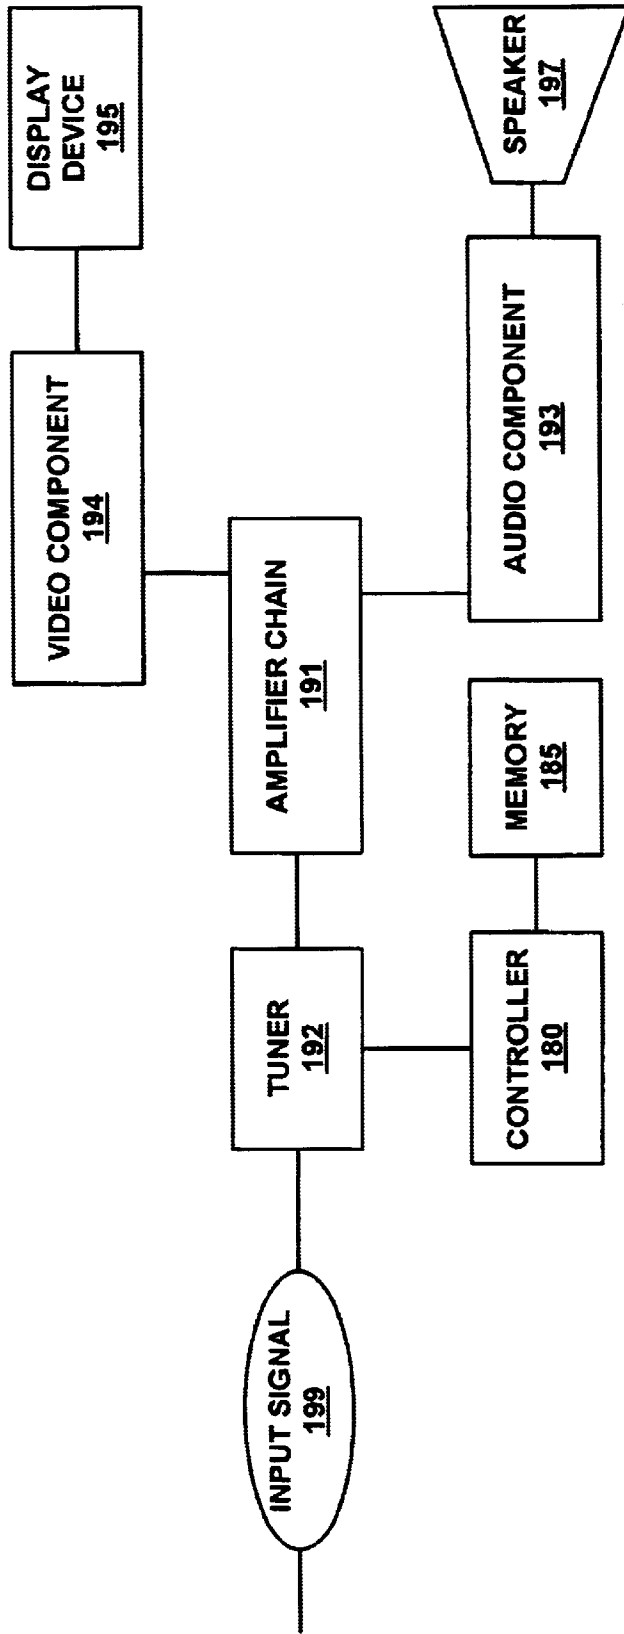 INPUT SIGNAL
199
TUNER
192
CONTROLLER
180
MEMORY
185
AMPLIFIER CHAIN
191
VIDEO COMPONENT
194
DISPLAY
DEVICE
195
AUDIO COMPONENT
193
SPEAKER
197